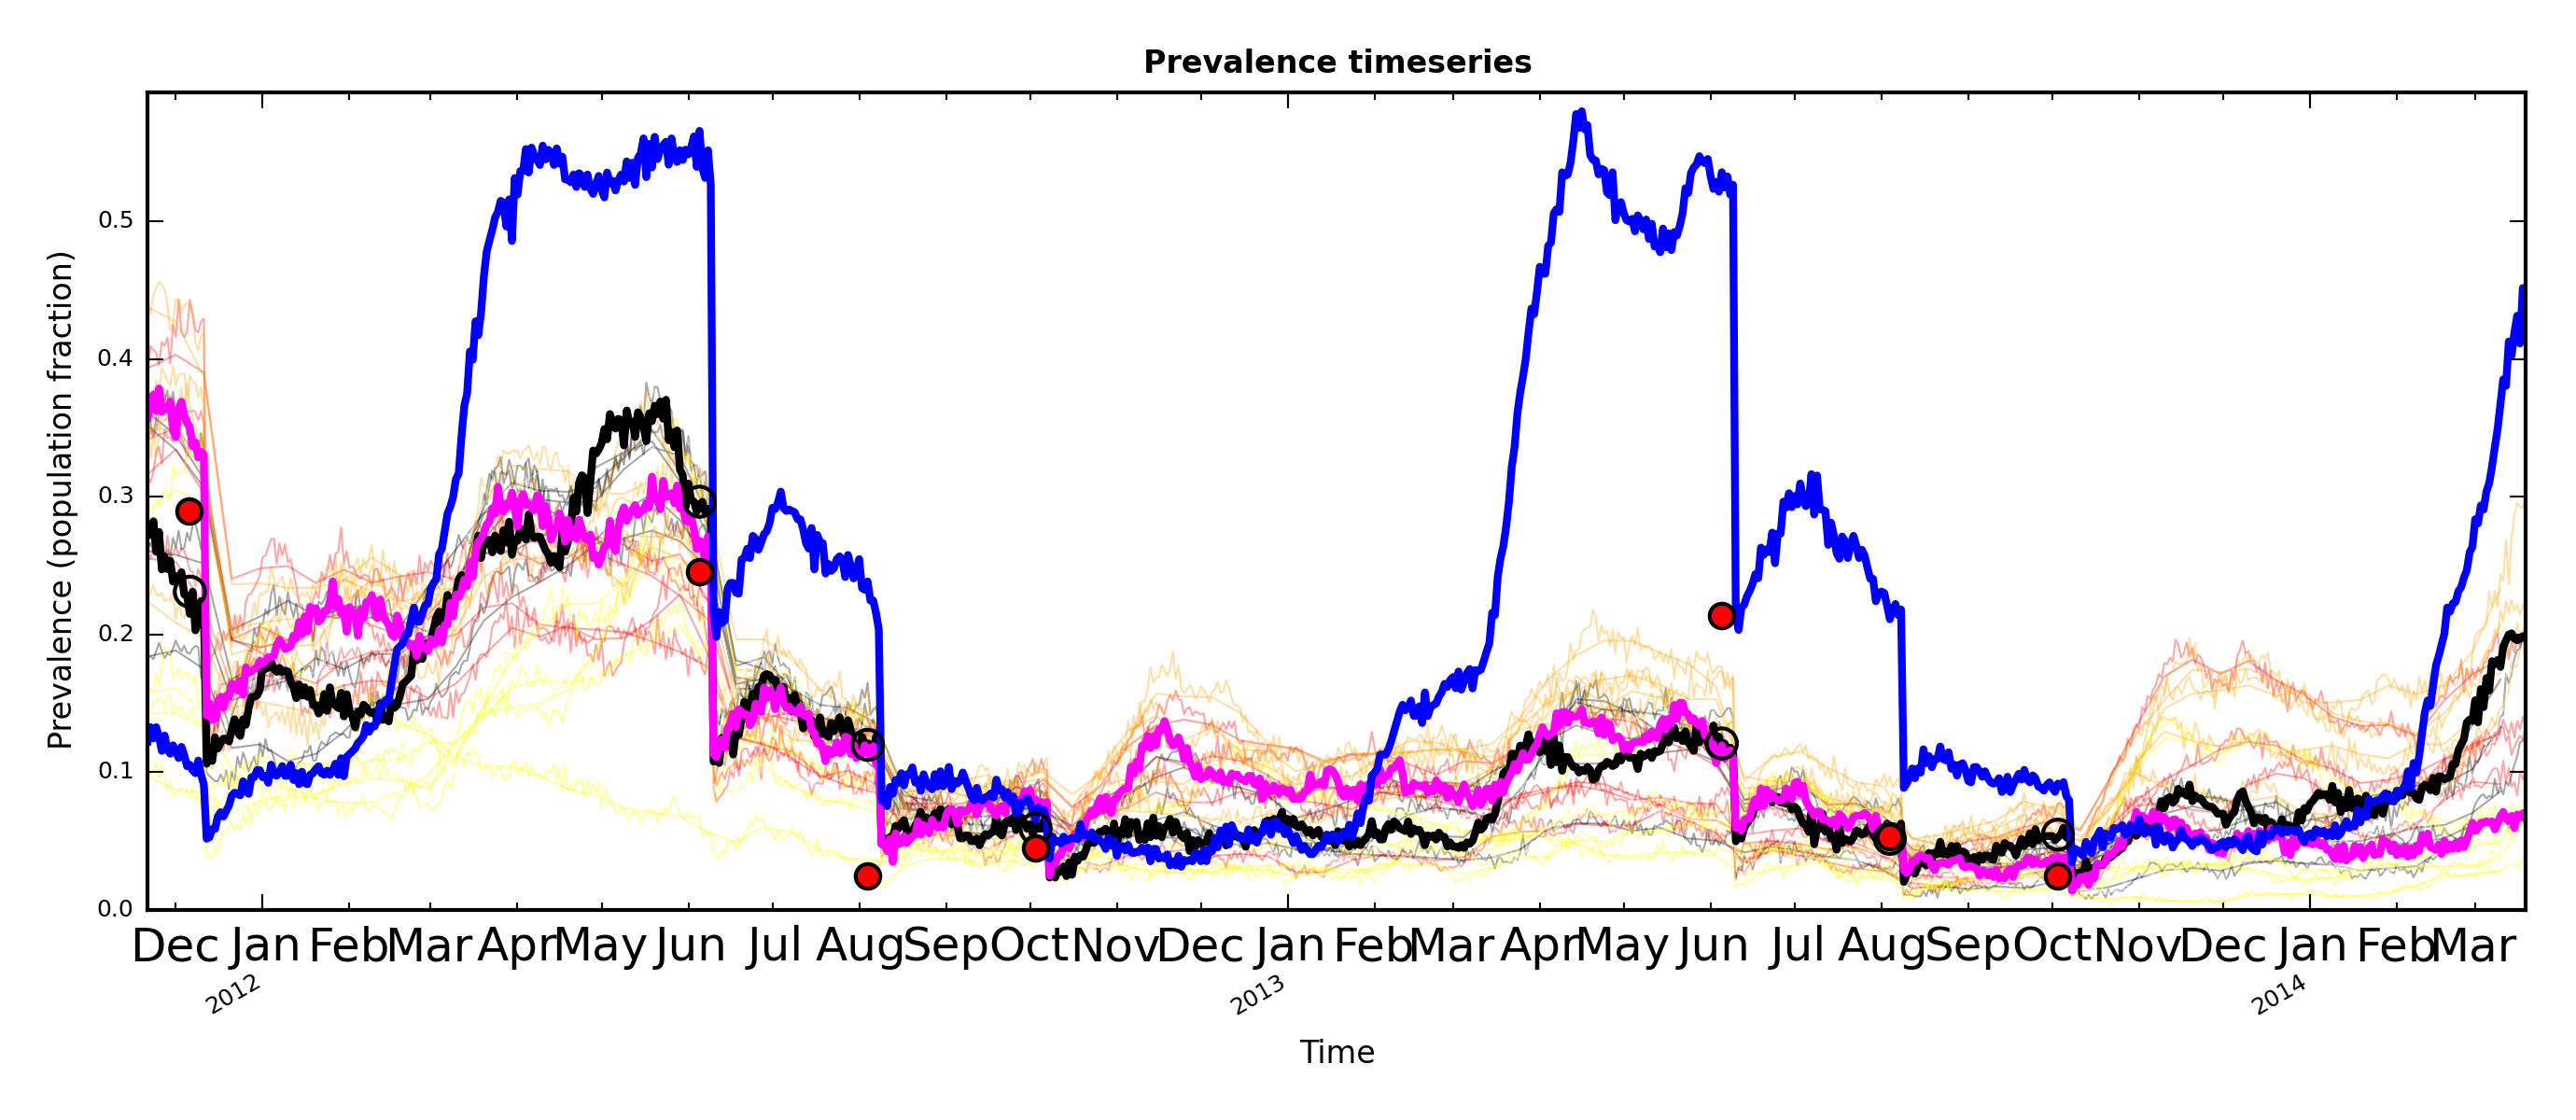 Prevalence timeseries
Prevalence (population fraction)
0.5
0.4
0.3
0.2
0.1
0.0
Dec Jan Feb Mar Apr May Jun Jul Aug Sep Oct Nov Dec Jan Feb Mar Apr May Jun Jul Aug Sep Oct Nov Dec Jan Feb Mar
2012 2013 2014
Time